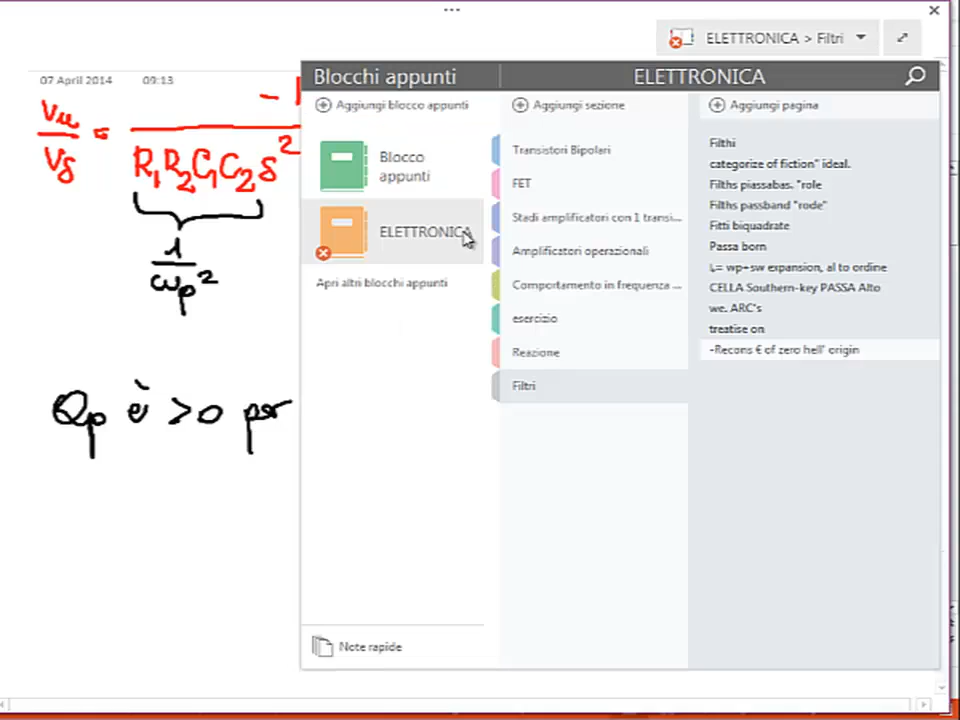 ELETTRONICA > Filtri
07 April 2014 09:13
Vu/Vs = - 
R1R2C1C2s²
1/ωp²
Qp è >0 per
Blocchi appunti
ELETTRONICA
Aggiungi blocco appunti
Blocco
appunti
ELETTRONICA
Apri altri blocchi appunti
Note rapide
Aggiungi sezione
Transistori Bipolari
FET
Stadi amplificatori con 1 transi...
Amplificatori operazionali
Comportamento in frequenza ...
esercizio
Reazione
Filtri
Aggiungi pagina
Filthi
categorize of fiction" ideal.
Filths piassabas. "role
Filths passband "rode"
Fitti biquadrate
Passa born
L= wp+sw expansion, al to ordine
CELLA Southern-key PASSA Alto
we. ARC's
treatise on
-Recons € of zero hell' origin